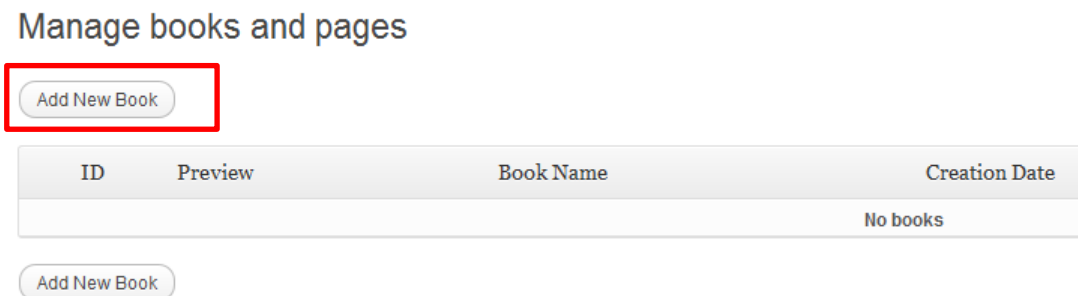 Manage books and pages
Add New Book
ID Preview Book Name Creation Date
No books
Add New Book